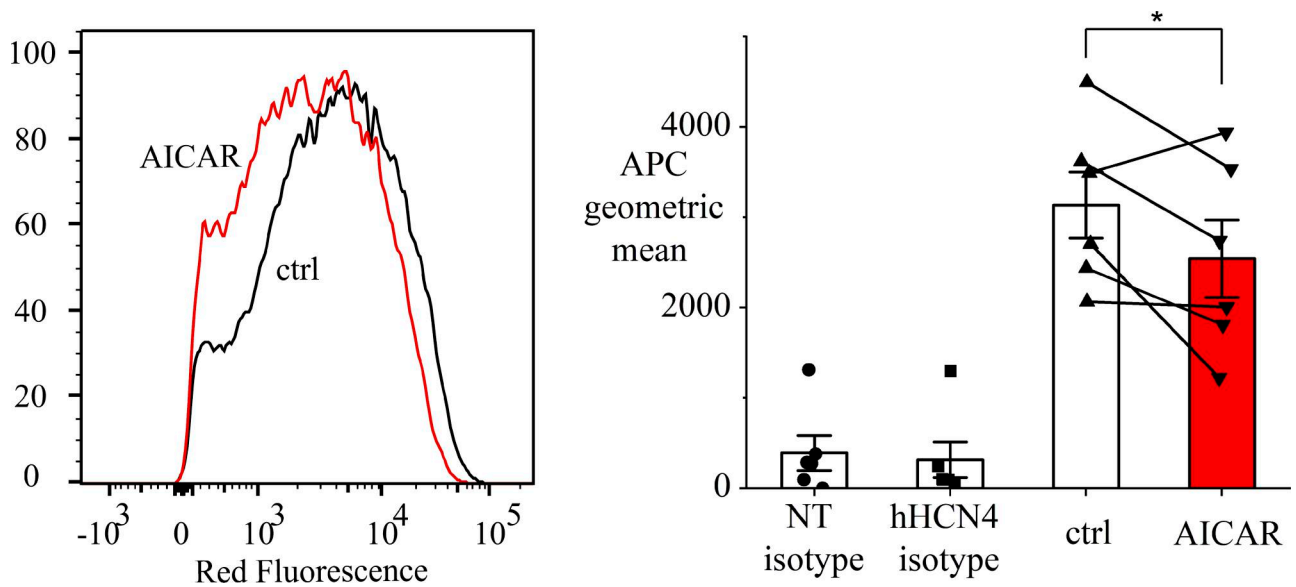 100
80
60
40
20
0
AICAR
ctrl
-10³ 0 10³ 10⁴ 10⁵
Red Fluorescence
*
4000
2000
0
APC
geometric
mean
NT
isotype
hHCN4
isotype
ctrl
AICAR